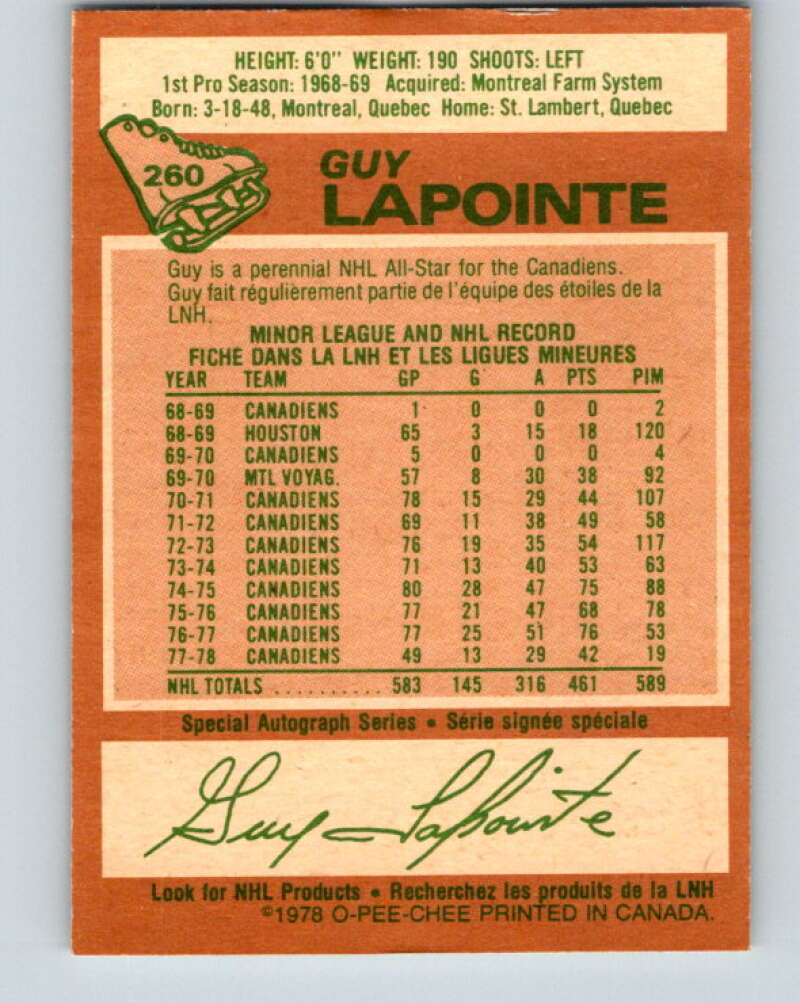 HEIGHT: 6'0" WEIGHT: 190 SHOOTS: LEFT
1st Pro Season: 1968-69 Acquired: Montreal Farm System
Born: 3-18-48, Montreal, Quebec Home: St. Lambert, Quebec
260
GUY
LAPOINTE
Guy is a perennial NHL All-Star for the Canadiens.
Guy fait régulièrement partie de l'équipe des étoiles de la
LNH.
MINOR LEAGUE AND NHL RECORD
FICHE DANS LA LNH ET LES LIGUES MINEURES
YEAR TEAM GP G A PTS PIM
68-69 CANADIENS 1 0 0 0 2
68-69 HOUSTON 65 3 15 18 120
69-70 CANADIENS 5 0 0 0 4
69-70 MTL VOYAG. 57 8 30 38 92
70-71 CANADIENS 78 15 29 44 107
71-72 CANADIENS 69 11 38 49 58
72-73 CANADIENS 76 19 35 54 117
73-74 CANADIENS 71 13 40 53 63
74-75 CANADIENS 80 28 47 75 88
75-76 CANADIENS 77 21 47 68 78
76-77 CANADIENS 77 25 51 76 53
77-78 CANADIENS 49 13 29 42 19
NHL TOTALS .......... 583 145 316 461 589
Special Autograph Series • Série signée spéciale
Guy Lapointe
Look for NHL Products • Recherchez les produits de la LNH
©1978 O-PEE-CHEE PRINTED IN CANADA.